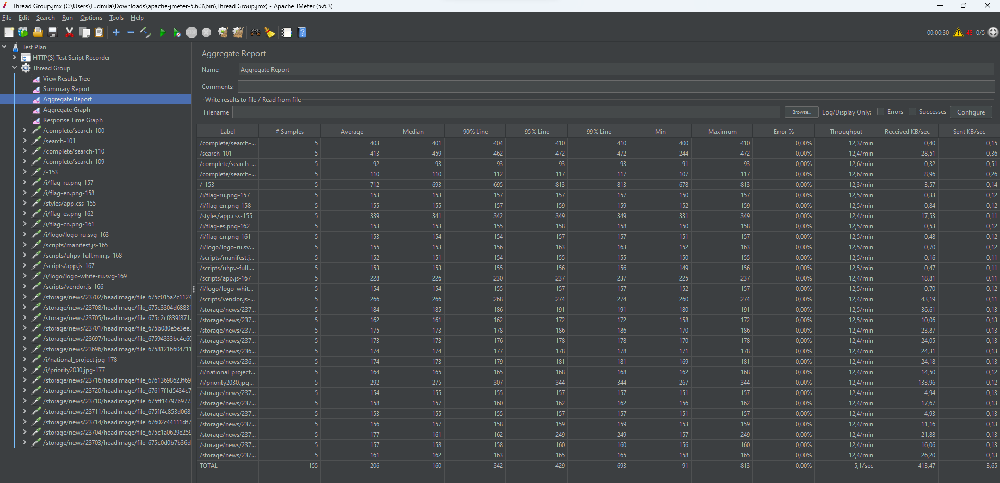 Thread Group.jmx (C:\Users\Ludmila\Downloads\apache-jmeter-5.6.3\bin\Thread Group.jmx) - Apache JMeter (5.6.3)
File Edit Search Run Options Tools Help
00:00:30 48 0/5
Test Plan
HTTP(S) Test Script Recorder
Thread Group
View Results Tree
Summary Report
Aggregate Report
Aggregate Graph
Response Time Graph
/complete/search-100
/search-101
/complete/search-110
/complete/search-109
/-153
/i/flag-ru.png-157
/i/flag-en.png-158
/styles/app.css-155
/i/flag-es.png-162
/i/flag-cn.png-161
/i/logo/logo-ru.svg-163
/scripts/manifest.js-165
/scripts/uhpv-full.min.js-168
/scripts/app.js-167
/i/logo/logo-white-ru.svg-169
/scripts/vendor.js-166
/storage/news/23702/headImage/file_675c015a2c1124
/storage/news/23708/headImage/file_675c3304d68831
/storage/news/23705/headImage/file_675c2cf839f871.
/storage/news/23701/headImage/file_675b080e5e3ee3
/storage/news/23697/headImage/file_67594333bc4e60
/storage/news/23696/headImage/file_67581216604711
/i/national_project.jpg-178
/i/priority2030.jpg-177
/storage/news/23716/headImage/file_67613698623f69
/storage/news/23720/headImage/file_67617f1d5434c7
/storage/news/23710/headImage/file_675ff14797b977.
/storage/news/23711/headImage/file_675ff4c853d068.
/storage/news/23714/headImage/file_67602c44111df7
/storage/news/23704/headImage/file_675c1a0629e259
/storage/news/23703/headImage/file_675c0d0b7b36d
Aggregate Report
Name: Aggregate Report
Comments:
Write results to file / Read from file
Filename Browse... Log/Display Only: Errors Successes Configure
Label # Samples Average Median 90% Line 95% Line 99% Line Min Maximum Error % Throughput Received KB/sec Sent KB/sec
/complete/search-... 5 403 401 404 410 410 400 410 0,00% 12,3/min 0,40 0,15
/search-101 5 413 459 462 472 472 244 472 0,00% 12,4/min 28,51 0,36
/complete/search-... 5 92 93 93 93 93 91 93 0,00% 12,6/min 0,32 0,51
/complete/search-... 5 110 110 112 117 117 107 117 0,00% 12,6/min 8,96 0,26
/-153 5 712 693 695 813 813 678 813 0,00% 12,3/min 3,57 0,14
/i/flag-ru.png-157 5 153 153 157 157 157 150 157 0,00% 12,5/min 0,33 0,12
/i/flag-en.png-158 5 155 155 157 159 159 152 159 0,00% 12,5/min 0,84 0,12
/styles/app.css-155 5 339 341 342 349 349 331 349 0,00% 12,4/min 17,53 0,11
/i/flag-es.png-162 5 153 153 155 158 158 150 158 0,00% 12,5/min 0,53 0,12
/i/flag-cn.png-161 5 153 154 154 157 157 151 157 0,00% 12,5/min 0,48 0,12
/i/logo/logo-ru.sv... 5 155 153 156 163 163 152 163 0,00% 12,5/min 0,70 0,12
/scripts/manifest.j... 5 152 151 154 155 155 150 155 0,00% 12,5/min 0,16 0,11
/scripts/uhpv-full.... 5 153 153 155 156 156 149 156 0,00% 12,5/min 0,47 0,11
/scripts/app.js-167 5 228 226 230 237 237 225 237 0,00% 12,4/min 18,81 0,11
/i/logo/logo-whit... 5 154 154 155 157 157 152 157 0,00% 12,5/min 0,70 0,12
/scripts/vendor.js-... 5 266 266 268 274 274 260 274 0,00% 12,4/min 43,19 0,11
/storage/news/237... 5 184 185 186 191 191 180 191 0,00% 12,5/min 36,61 0,13
/storage/news/237... 5 162 161 162 172 172 158 172 0,00% 12,5/min 10,06 0,13
/storage/news/237... 5 175 173 178 186 186 170 186 0,00% 12,4/min 23,87 0,13
/storage/news/237... 5 173 173 176 178 178 170 178 0,00% 12,4/min 24,05 0,13
/storage/news/236... 5 174 174 177 178 178 171 178 0,00% 12,4/min 24,31 0,13
/storage/news/236... 5 174 173 179 181 181 169 181 0,00% 12,4/min 24,18 0,13
/i/national_project... 5 164 165 165 168 168 162 168 0,00% 12,4/min 14,50 0,12
/i/priority2030.jpg... 5 292 275 307 344 344 267 344 0,00% 12,4/min 133,96 0,12
/storage/news/237... 5 154 155 155 157 157 151 157 0,00% 12,4/min 4,94 0,13
/storage/news/237... 5 158 157 160 162 162 156 162 0,00% 12,4/min 17,67 0,13
/storage/news/237... 5 153 155 155 157 157 151 157 0,00% 12,4/min 4,93 0,13
/storage/news/237... 5 156 157 158 159 159 153 159 0,00% 12,4/min 11,16 0,13
/storage/news/237... 5 177 161 162 249 249 157 249 0,00% 12,4/min 21,88 0,13
/storage/news/237... 5 157 158 158 160 160 156 160 0,00% 12,4/min 16,06 0,13
/storage/news/237... 5 161 162 163 165 165 158 165 0,00% 12,4/min 26,20 0,13
TOTAL 155 206 160 342 429 693 91 813 0,00% 5,1/sec 413,47 3,65